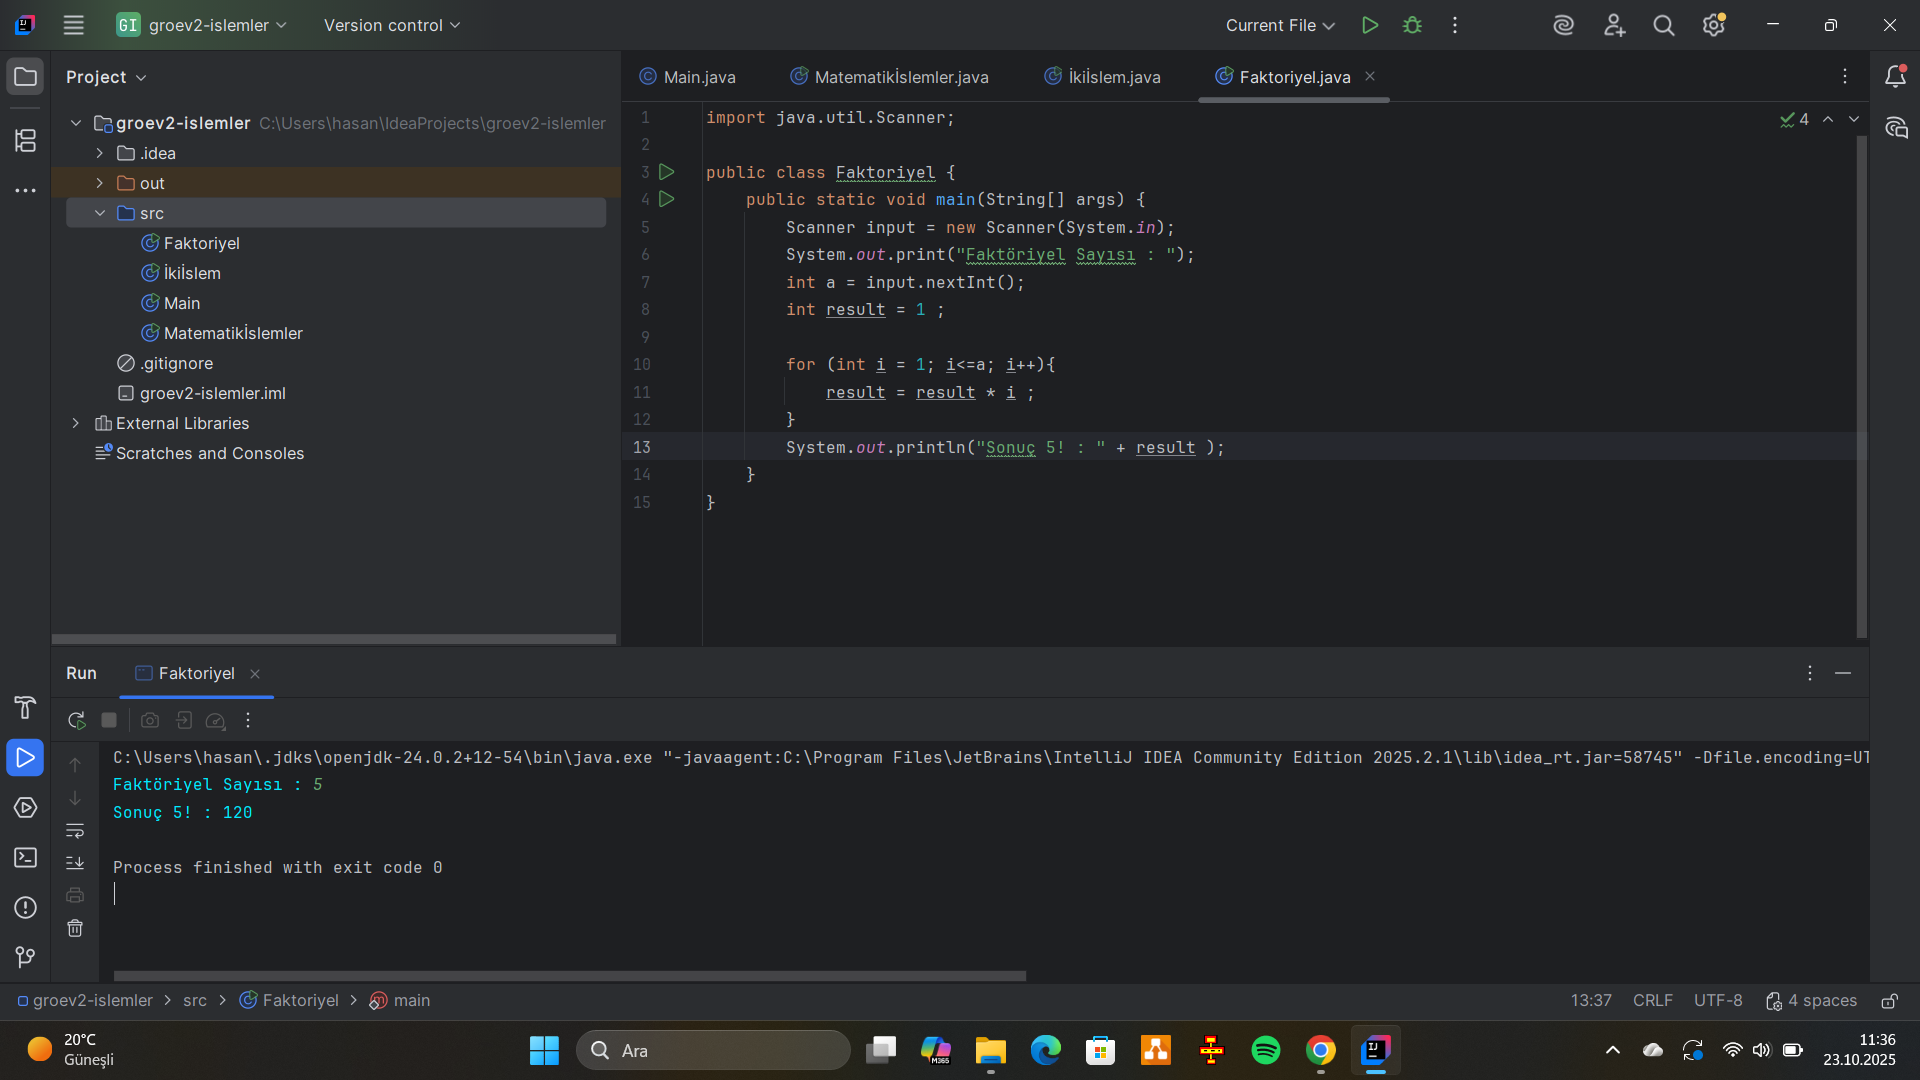 GI groev2-islemler Version control Current File
Project
Main.java Matematikİslemler.java İkiİslem.java Faktoriyel.java
groev2-islemler C:\Users\hasan\IdeaProjects\groev2-islemler
.idea
out
src
Faktoriyel
İkiİslem
Main
Matematikİslemler
.gitignore
groev2-islemler.iml
External Libraries
Scratches and Consoles
4
1 import java.util.Scanner;
2
3 public class Faktoriyel {
4 public static void main(String[] args) {
5 Scanner input = new Scanner(System.in);
6 System.out.print("Faktöriyel Sayısı : ");
7 int a = input.nextInt();
8 int result = 1 ;
9
10 for (int i = 1; i<=a; i++){
11 result = result * i ;
12 }
13 System.out.println("Sonuç 5! : " + result );
14 }
15 }
Run Faktoriyel
C:\Users\hasan\.jdks\openjdk-24.0.2+12-54\bin\java.exe "-javaagent:C:\Program Files\JetBrains\IntelliJ IDEA Community Edition 2025.2.1\lib\idea_rt.jar=58745" -Dfile.encoding=UT
Faktöriyel Sayısı : 5
Sonuç 5! : 120
Process finished with exit code 0
groev2-islemler > src > Faktoriyel > main
13:37 CRLF UTF-8 4 spaces
20°C
Güneşli
Ara
M365
11:36
23.10.2025